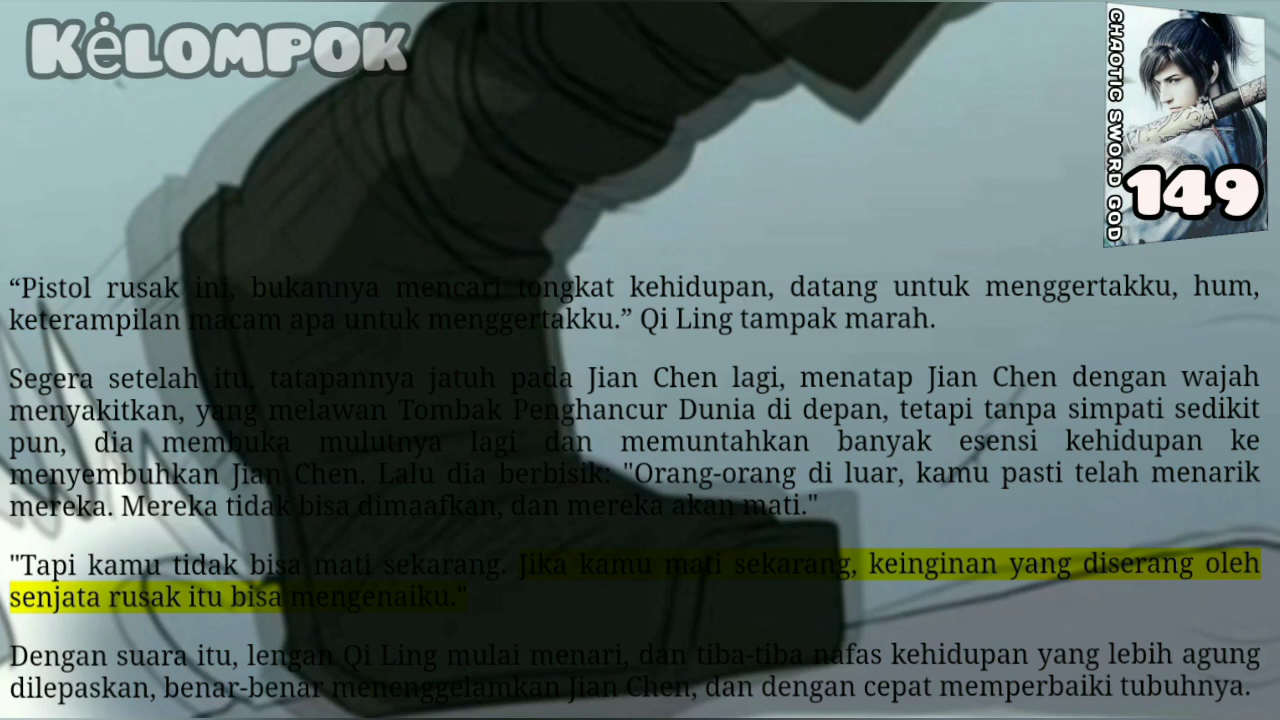 Kėlompok
CHAOTIC SWORD GOD
149
“Pistol rusak ini, bukannya mencari tongkat kehidupan, datang untuk menggertakku, hum,
keterampilan macam apa untuk menggertakku.” Qi Ling tampak marah.
Segera setelah itu, tatapannya jatuh pada Jian Chen lagi, menatap Jian Chen dengan wajah
menyakitkan, yang melawan Tombak Penghancur Dunia di depan, tetapi tanpa simpati sedikit
pun, dia membuka mulutnya lagi dan memuntahkan banyak esensi kehidupan ke
menyembuhkan Jian Chen. Lalu dia berbisik: "Orang-orang di luar, kamu pasti telah menarik
mereka. Mereka tidak bisa dimaafkan, dan mereka akan mati."
"Tapi kamu tidak bisa mati sekarang. Jika kamu mati sekarang, keinginan yang diserang oleh
senjata rusak itu bisa mengenaiku."
Dengan suara itu, lengan Qi Ling mulai menari, dan tiba-tiba nafas kehidupan yang lebih agung
dilepaskan, benar-benar menenggelamkan Jian Chen, dan dengan cepat memperbaiki tubuhnya.